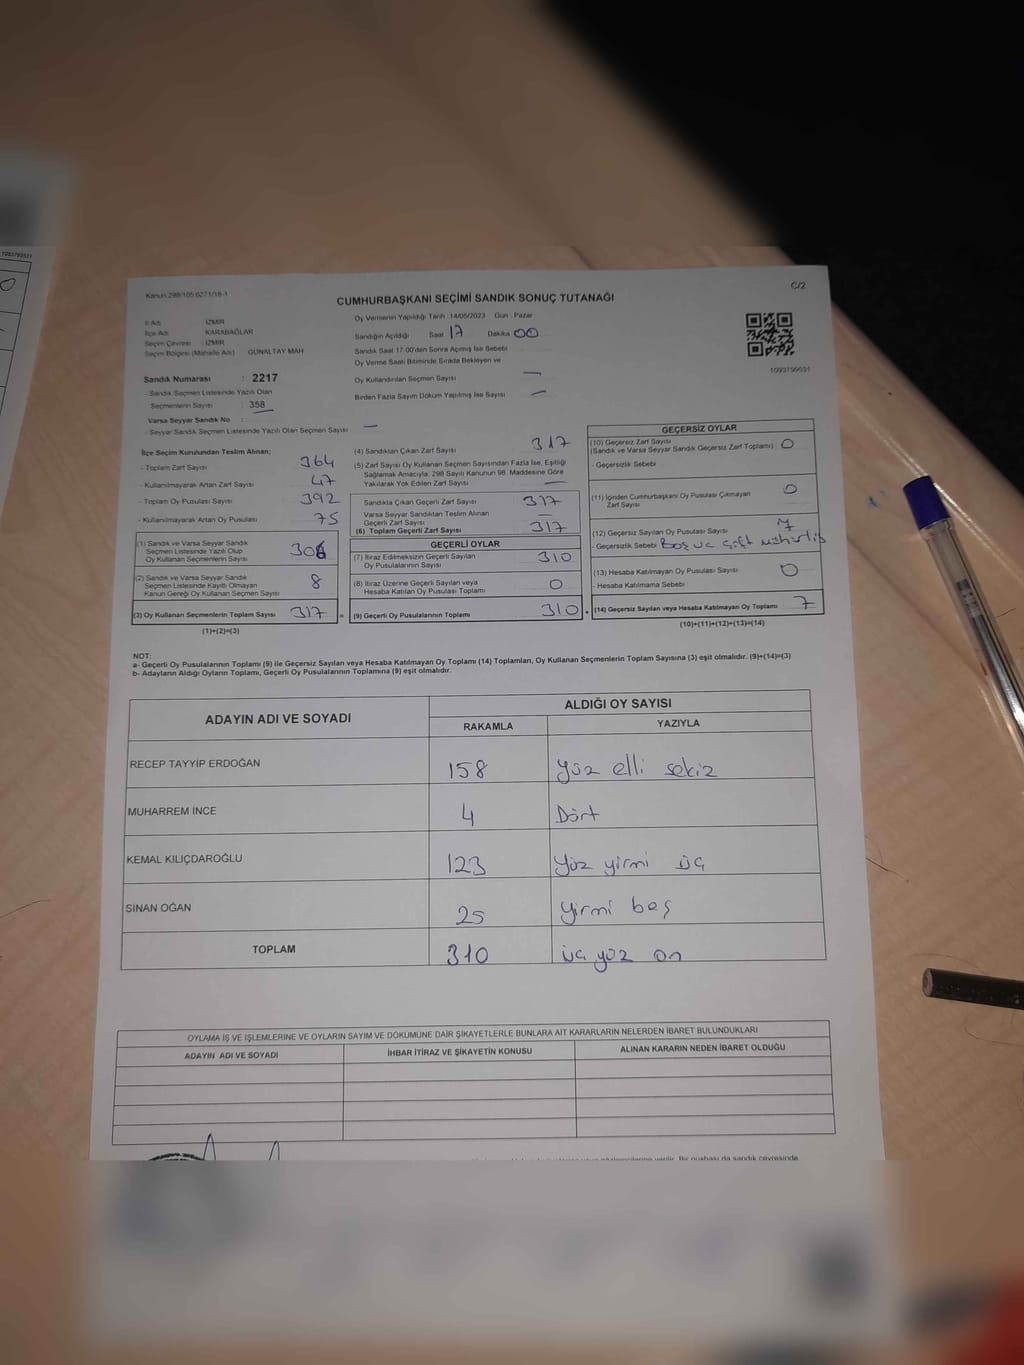 1093799531
C/2
Kanun:298/105,6271/18-1
CUMHURBAŞKANI SEÇİMİ SANDIK SONUÇ TUTANAĞI
İl Adı : İZMİR
İlçe Adı : KARABAĞLAR
Seçim Çevresi : İZMİR
Seçim Bölgesi (Mahalle Adı) : GÜNALTAY MAH
Oy Vermenin Yapıldığı Tarih : 14/05/2023 Gün : Pazar
Sandığın Açıldığı Saat 17 Dakika 00
Sandık Saat 17:00'den Sonra Açılmış İse Sebebi
Oy Verme Saati Bitiminde Sırada Bekleyen ve
Oy Kullandırılan Seçmen Sayısı —
Birden Fazla Sayım Döküm Yapılmış İse Sayısı —
1093799531
Sandık Numarası : 2217
- Sandık Seçmen Listesinde Yazılı Olan
Seçmenlerin Sayısı : 358
Varsa Seyyar Sandık No :
- Seyyar Sandık Seçmen Listesinde Yazılı Olan Seçmen Sayısı —
İlçe Seçim Kurulundan Teslim Alınan;
- Toplam Zarf Sayısı 364
- Kullanılmayarak Artan Zarf Sayısı 47
- Toplam Oy Pusulası Sayısı 392
- Kullanılmayarak Artan Oy Pusulası 75
(1) Sandık ve Varsa Seyyar Sandık
Seçmen Listesinde Yazılı Olup
Oy Kullanan Seçmenlerin Sayısı
(2) Sandık ve Varsa Seyyar Sandık
Seçmen Listesinde Kayıtlı Olmayan
Kanun Gereği Oy Kullanan Seçmen Sayısı 8
(3) Oy Kullanan Seçmenlerin Toplam Sayısı 317 =
(1)+(2)=(3)
(4) Sandıktan Çıkan Zarf Sayısı 317
(5) Zarf Sayısı Oy Kullanan Seçmen Sayısından Fazla İse, Eşitliği
Sağlamak Amacıyla, 298 Sayılı Kanunun 98. Maddesine Göre
Yakılarak Yok Edilen Zarf Sayısı —
Sandıkta Çıkan Geçerli Zarf Sayısı 317
Varsa Seyyar Sandıktan Teslim Alınan
Geçerli Zarf Sayısı —
(6) Toplam Geçerli Zarf Sayısı 317
GEÇERLİ OYLAR
(7) İtiraz Edilmeksizin Geçerli Sayılan
Oy Pusulalarının Sayısı 310
(8) İtiraz Üzerine Geçerli Sayılan veya
Hesaba Katılan Oy Pusulası Toplamı 0
(9) Geçerli Oy Pusulalarının Toplamı 310 +
GEÇERSİZ OYLAR
(10) Geçersiz Zarf Sayısı
(Sandık ve Varsa Seyyar Sandık Geçersiz Zarf Toplamı) 0
- Geçersizlik Sebebi
(11) İçinden Cumhurbaşkanı Oy Pusulası Çıkmayan
Zarf Sayısı 0
(12) Geçersiz Sayılan Oy Pusulası Sayısı 7
- Geçersizlik Sebebi Boş ve çift mühürlü
(13) Hesaba Katılmayan Oy Pusulası Sayısı 0
- Hesaba Katılmama Sebebi
(14) Geçersiz Sayılan veya Hesaba Katılmayan Oy Toplamı 7
(10)+(11)+(12)+(13)=(14)
NOT:
a- Geçerli Oy Pusulalarının Toplamı (9) ile Geçersiz Sayılan veya Hesaba Katılmayan Oy Toplamı (14) Toplamları, Oy Kullanan Seçmenlerin Toplam Sayısına (3) eşit olmalıdır. (9)+(14)=(3)
b- Adayların Aldığı Oyların Toplamı, Geçerli Oy Pusulalarının Toplamına (9) eşit olmalıdır.
ADAYIN ADI VE SOYADI
ALDIĞI OY SAYISI
RAKAMLA YAZIYLA
RECEP TAYYİP ERDOĞAN 158 Yüz elli sekiz
MUHARREM İNCE 4 Dört
KEMAL KILIÇDAROĞLU 123 Yüz yirmi üç
SİNAN OĞAN 25 Yirmi beş
TOPLAM 310 üç yüz on
OYLAMA İŞ VE İŞLEMLERİNE VE OYLARIN SAYIM VE DÖKÜMÜNE DAİR ŞİKAYETLERLE BUNLARA AİT KARARLARIN NELERDEN İBARET BULUNDUKLARI
ADAYIN ADI VE SOYADI İHBAR İTİRAZ VE ŞİKAYETİN KONUSU ALINAN KARARIN NEDEN İBARET OLDUĞU